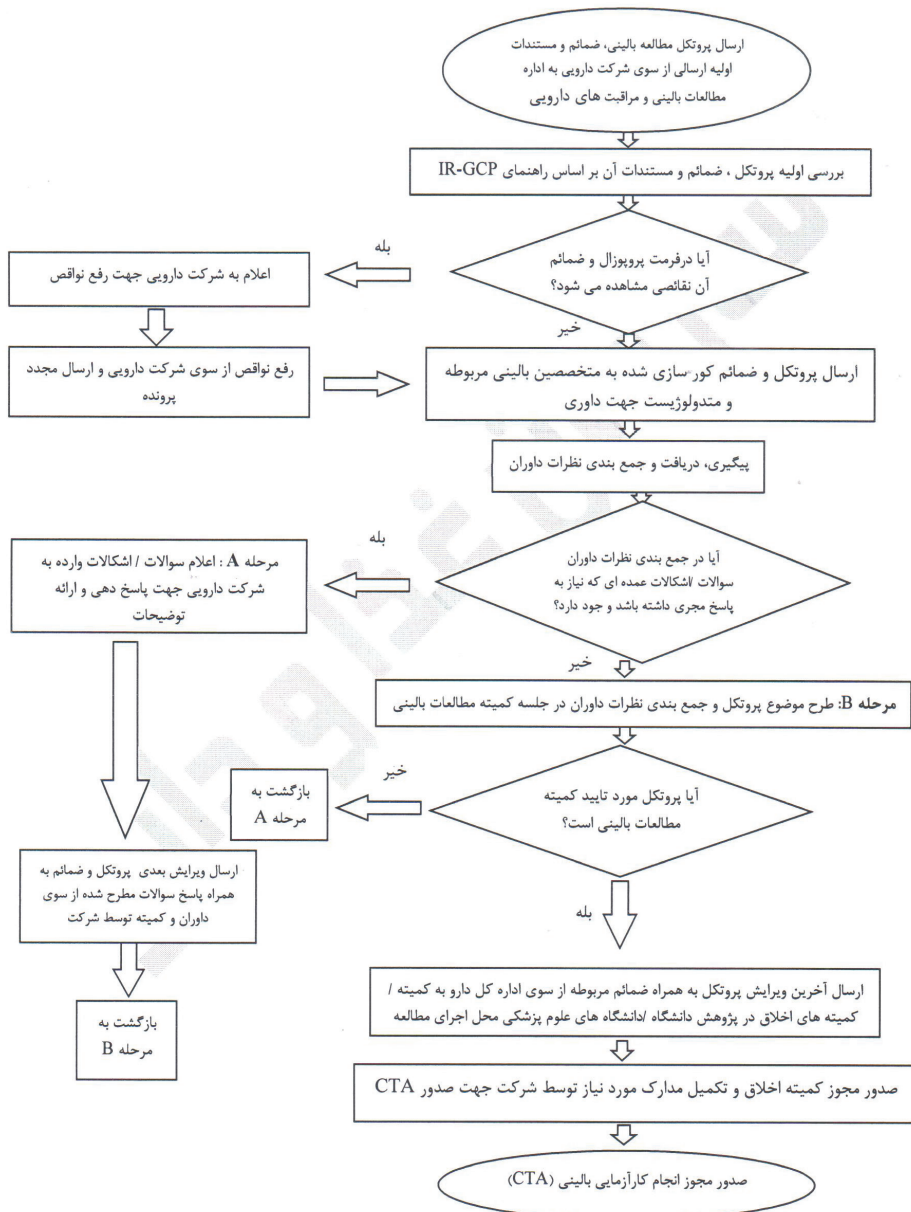 ارسال پروتکل مطالعه بالینی، ضمائم و مستندات
اولیه ارسالی از سوی شرکت دارویی به اداره
مطالعات بالینی و مراقبت های دارویی
بررسی اولیه پروتکل ، ضمائم و مستندات آن بر اساس راهنمای IR-GCP
آیا درفرمت پروپوزال و ضمائم
آن نقائصی مشاهده می شود؟
بله
اعلام به شرکت دارویی جهت رفع نواقص
رفع نواقص از سوی شرکت دارویی و ارسال مجدد
پرونده
خیر
ارسال پروتکل و ضمائم کور سازی شده به متخصصین بالینی مربوطه
و متدولوژیست جهت داوری
پیگیری، دریافت و جمع بندی نظرات داوران
آیا در جمع بندی نظرات داوران
سوالات /اشکالات عمده ای که نیاز به
پاسخ مجری داشته باشد و جود دارد؟
بله
مرحله A : اعلام سوالات / اشکالات وارده به
شرکت دارویی جهت پاسخ دهی و ارائه
توضیحات
خیر
مرحله B: طرح موضوع پروتکل و جمع بندی نظرات داوران در جلسه کمیته مطالعات بالینی
آیا پروتکل مورد تایید کمیته
مطالعات بالینی است؟
خیر
بازگشت به
مرحله A
ارسال ویرایش بعدی پروتکل و ضمائم به
همراه پاسخ سوالات مطرح شده از سوی
داوران و کمیته توسط شرکت
بازگشت به
مرحله B
بله
ارسال آخرین ویرایش پروتکل به همراه ضمائم مربوطه از سوی اداره کل دارو به کمیته /
کمیته های اخلاق در پژوهش دانشگاه /دانشگاه های علوم پزشکی محل اجرای مطالعه
صدور مجوز کمیته اخلاق و تکمیل مدارک مورد نیاز توسط شرکت جهت صدور CTA
صدور مجوز انجام کارآزمایی بالینی (CTA)